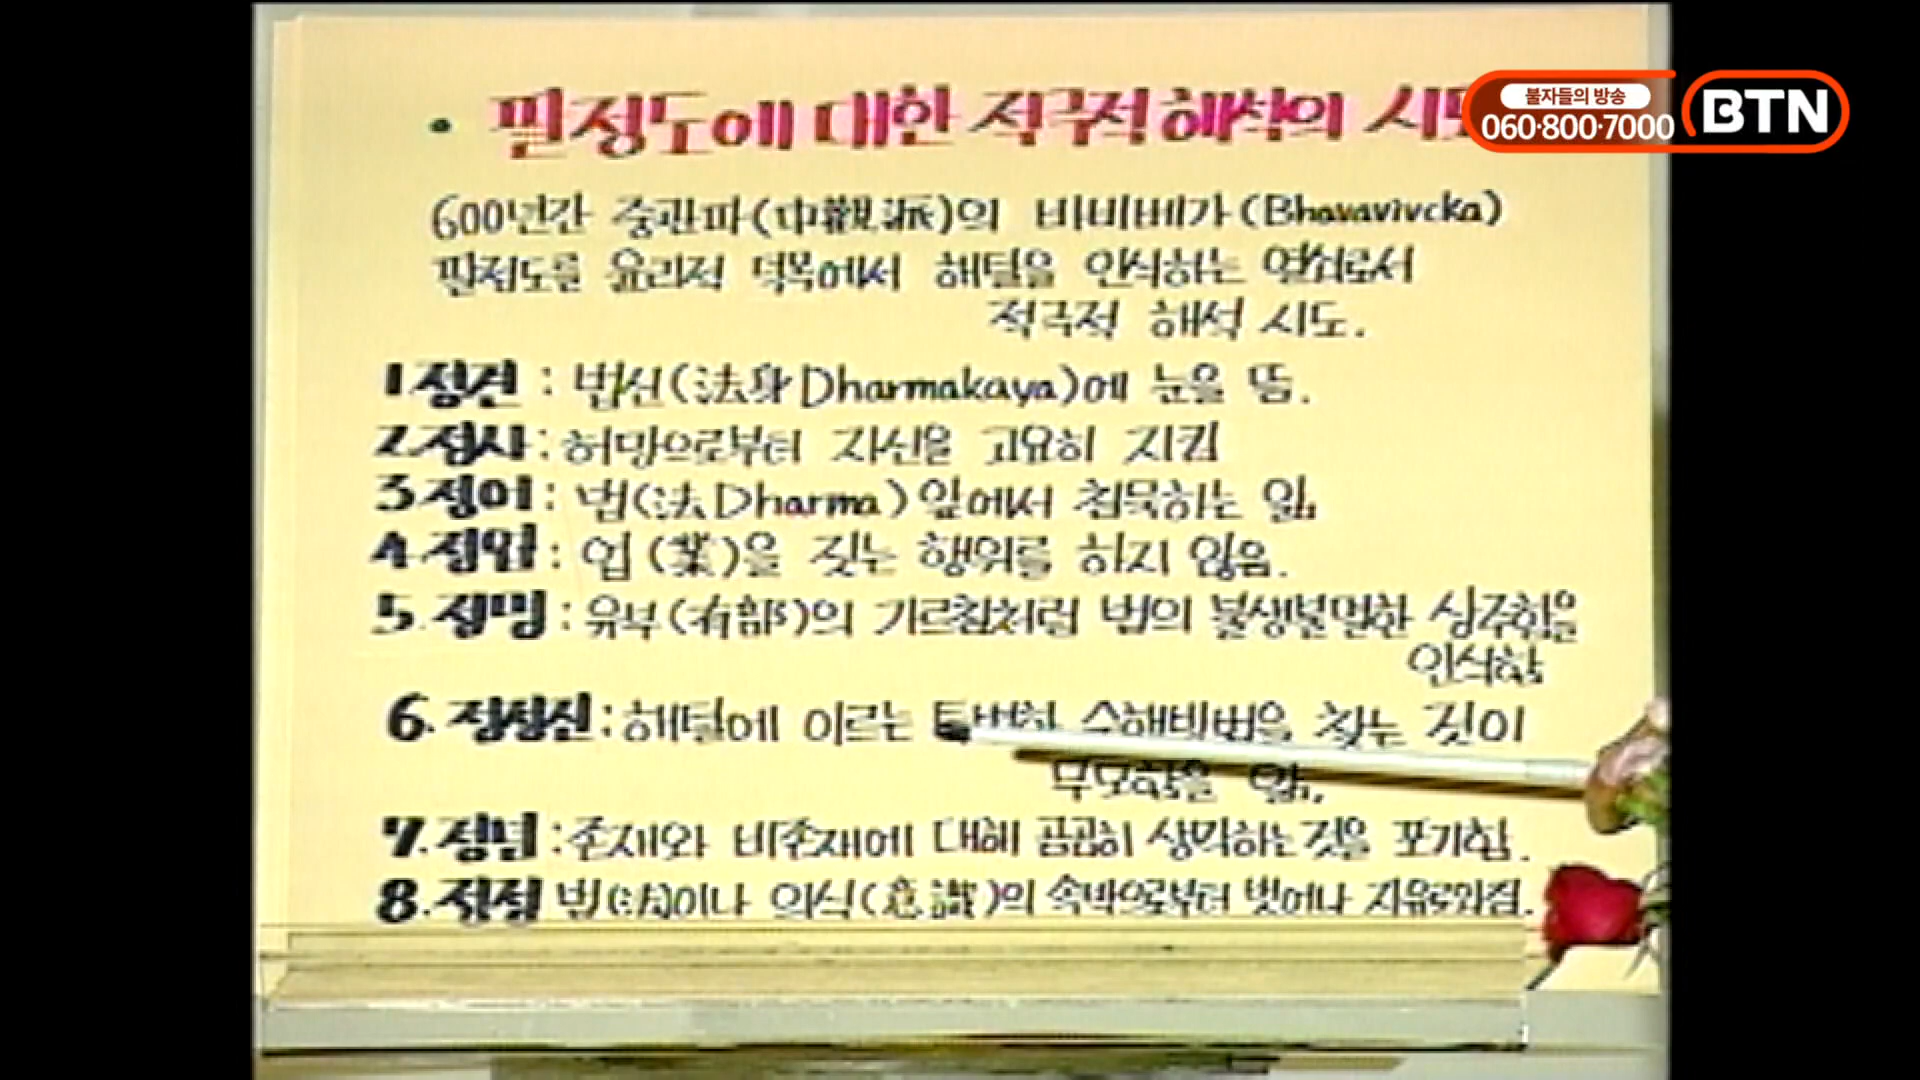 • 팔정도에 대한 적극적 해석의 시도
불자들의 방송
060·800·7000
BTN
600년간 중관파(中觀派)의 바비베가(Bhavavivcka)
팔정도를 윤리적 덕목에서 해탈을 인식하는 열쇠로서
적극적 해석 시도.
1 정견 : 법신(法身 Dharmakaya)에 눈을 뜸.
2. 정사 : 허망으로부터 자신을 고요히 지킴
3 정어 : 법(法 Dharma) 앞에서 침묵하는 일
4. 정업 : 업(業)을 짓는 행위를 하지 않음.
5. 정명 : 유부(有部)의 가르침처럼 법의 불생불멸한 상주함을
인식함
6. 정정진 : 해탈에 이르는 특별한 수행방법을 찾는 것이
무모함을 앎.
7. 정념 : 존재와 비존재에 대해 곰곰히 생각하는 것을 포기함.
8. 정정 법(法)이나 의식(意識)의 속박으로부터 벗어나 자유로와짐.